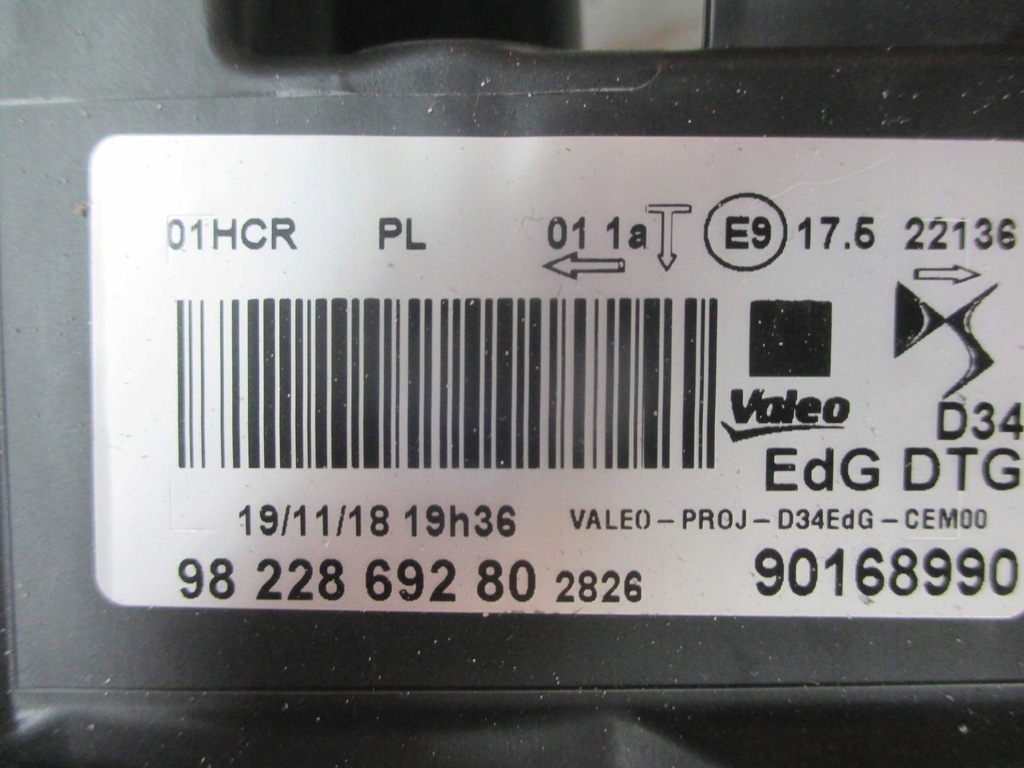 01HCR PL 01 1a E9 17.5 22136
Valeo
D34
EdG DTG
19/11/18 19h36 VALEO-PROJ-D34EdG-CEM00
98 228 692 80 2826 90168990